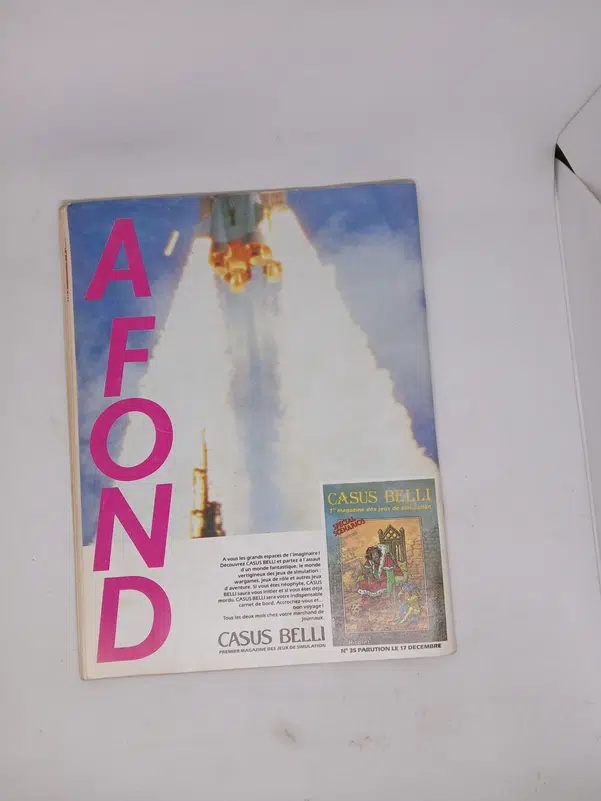 A FOND
A vous les grands espaces de l'imaginaire !
Découvrez CASUS BELLI et partez à l'assaut
d'un monde fantastique, le monde
vertigineux des jeux de simulation :
wargames, jeux de rôle et autres jeux
d'aventure. Si vous êtes néophyte, CASUS
BELLI saura vous initier et si vous êtes déjà
mordu, CASUS BELLI sera votre indispensable
carnet de bord. Accrochez-vous et...
bon voyage !
Tous les deux mois chez votre marchand de
journaux.
CASUS BELLI
PREMIER MAGAZINE DES JEUX DE SIMULATION
CASUS BELLI
1er magazine des jeux de simulation
SPECIAL
SCENARIOS
N° 35 PARUTION LE 17 DECEMBRE